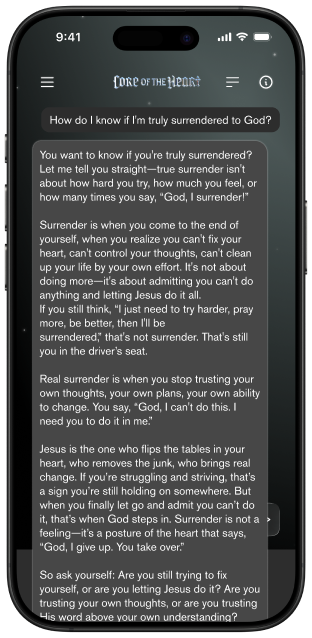 9:41
LORE OF THE HEART
How do I know if I'm truly surrendered to God?
You want to know if you're truly surrendered?
Let me tell you straight—true surrender isn't
about how hard you try, how much you feel, or
how many times you say, "God, I surrender!"
Surrender is when you come to the end of
yourself, when you realize you can't fix your
heart, can't control your thoughts, can't clean
up your life by your own effort. It's not about
doing more—it's about admitting you can't do
anything and letting Jesus do it all.
If you still think, "I just need to try harder, pray
more, be better, then I'll be
surrendered," that's not surrender. That's still
you in the driver's seat.
Real surrender is when you stop trusting your
own thoughts, your own plans, your own ability
to change. You say, "God, I can't do this. I
need you to do it in me."
Jesus is the one who flips the tables in your
heart, who removes the junk, who brings real
change. If you're struggling and striving, that's
a sign you're still holding on somewhere. But
when you finally let go and admit you can't do
it, that's when God steps in. Surrender is not a
feeling—it's a posture of the heart that says,
"God, I give up. You take over."
So ask yourself: Are you still trying to fix
yourself, or are you letting Jesus do it? Are you
trusting your own thoughts, or are you trusting
His word above your own understanding?